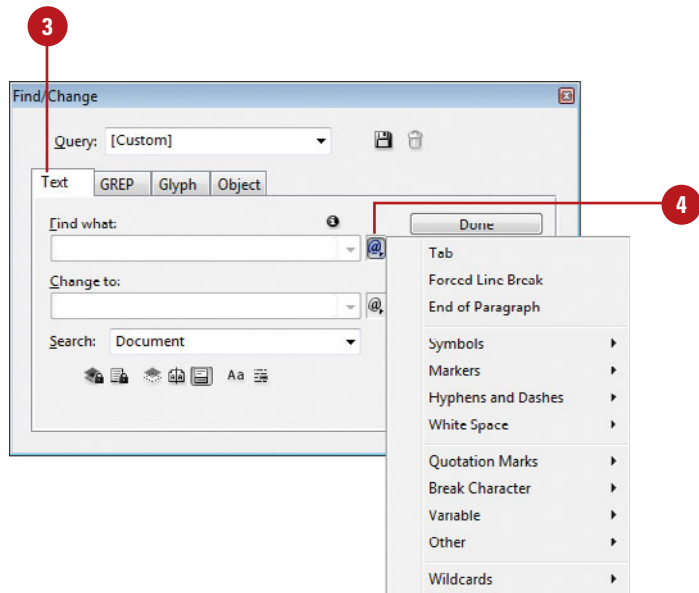 3
Find/Change
Query: [Custom]
Text GREP Glyph Object
4
Find what:
Done
@
Tab
Forced Line Break
Change to:
End of Paragraph
@
Search: Document
Symbols
Aa
Markers
Hyphens and Dashes
White Space
Quotation Marks
Break Character
Variable
Other
Wildcards